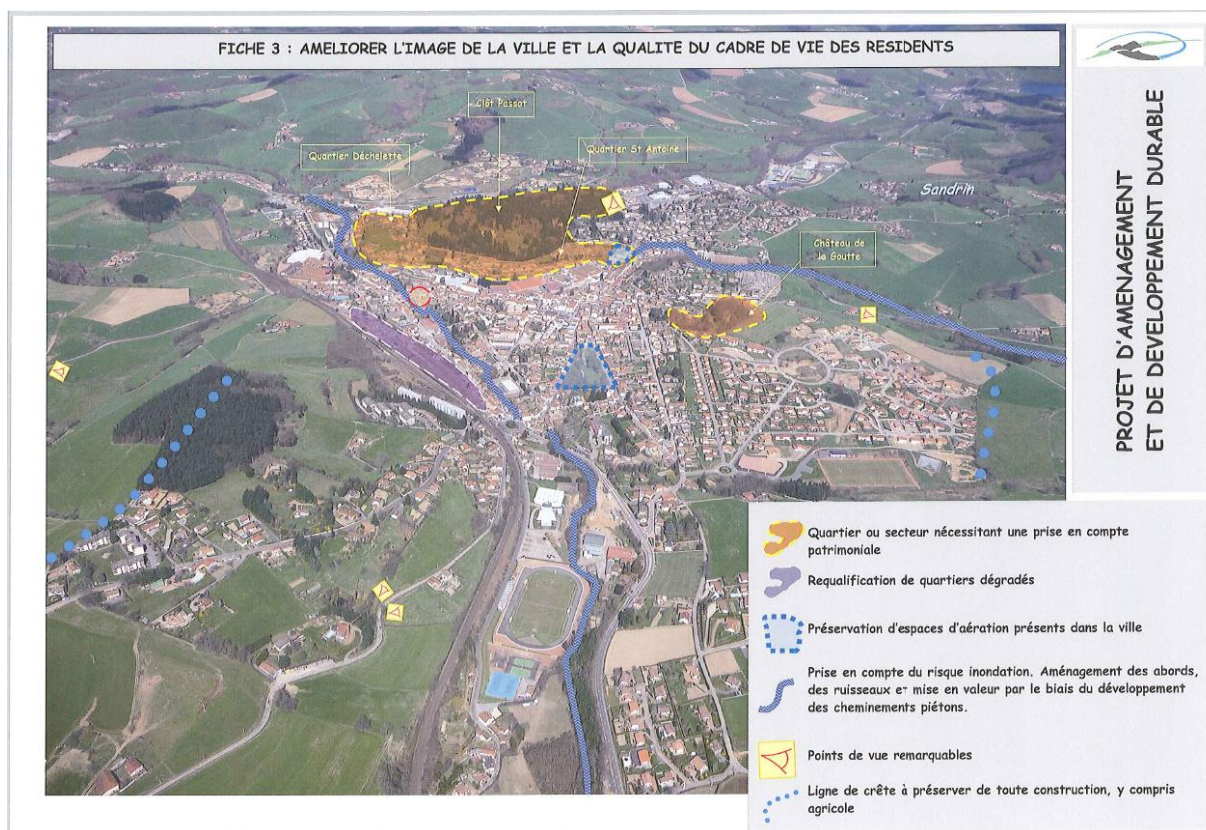 FICHE 3 : AMELIORER L'IMAGE DE LA VILLE ET LA QUALITE DU CADRE DE VIE DES RESIDENTS
Clôt Passot
Quartier Déchelette
Quartier St Antoine
Sandrin
Château de
la Goutte
PROJET D'AMENAGEMENT
ET DE DEVELOPPEMENT DURABLE
Quartier ou secteur nécessitant une prise en compte
patrimoniale
Requalification de quartiers dégradés
Préservation d'espaces d'aération présents dans la ville
Prise en compte du risque inondation. Aménagement des abords,
des ruisseaux et mise en valeur par le biais du développement
des cheminements piétons.
Points de vue remarquables
Ligne de crête à préserver de toute construction, y compris
agricole